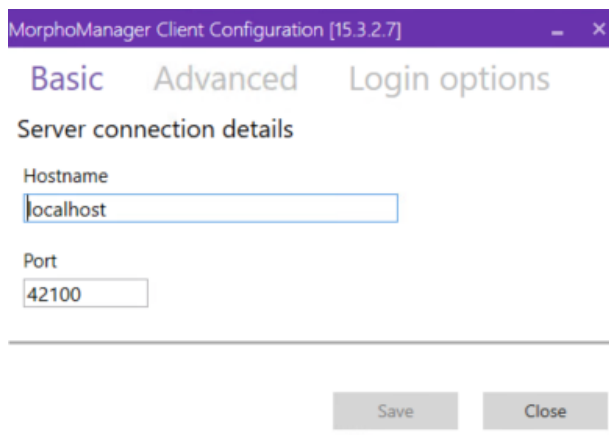 MorphoManager Client Configuration [15.3.2.7]
Basic Advanced Login options
Server connection details
Hostname
localhost
Port
42100
Save Close